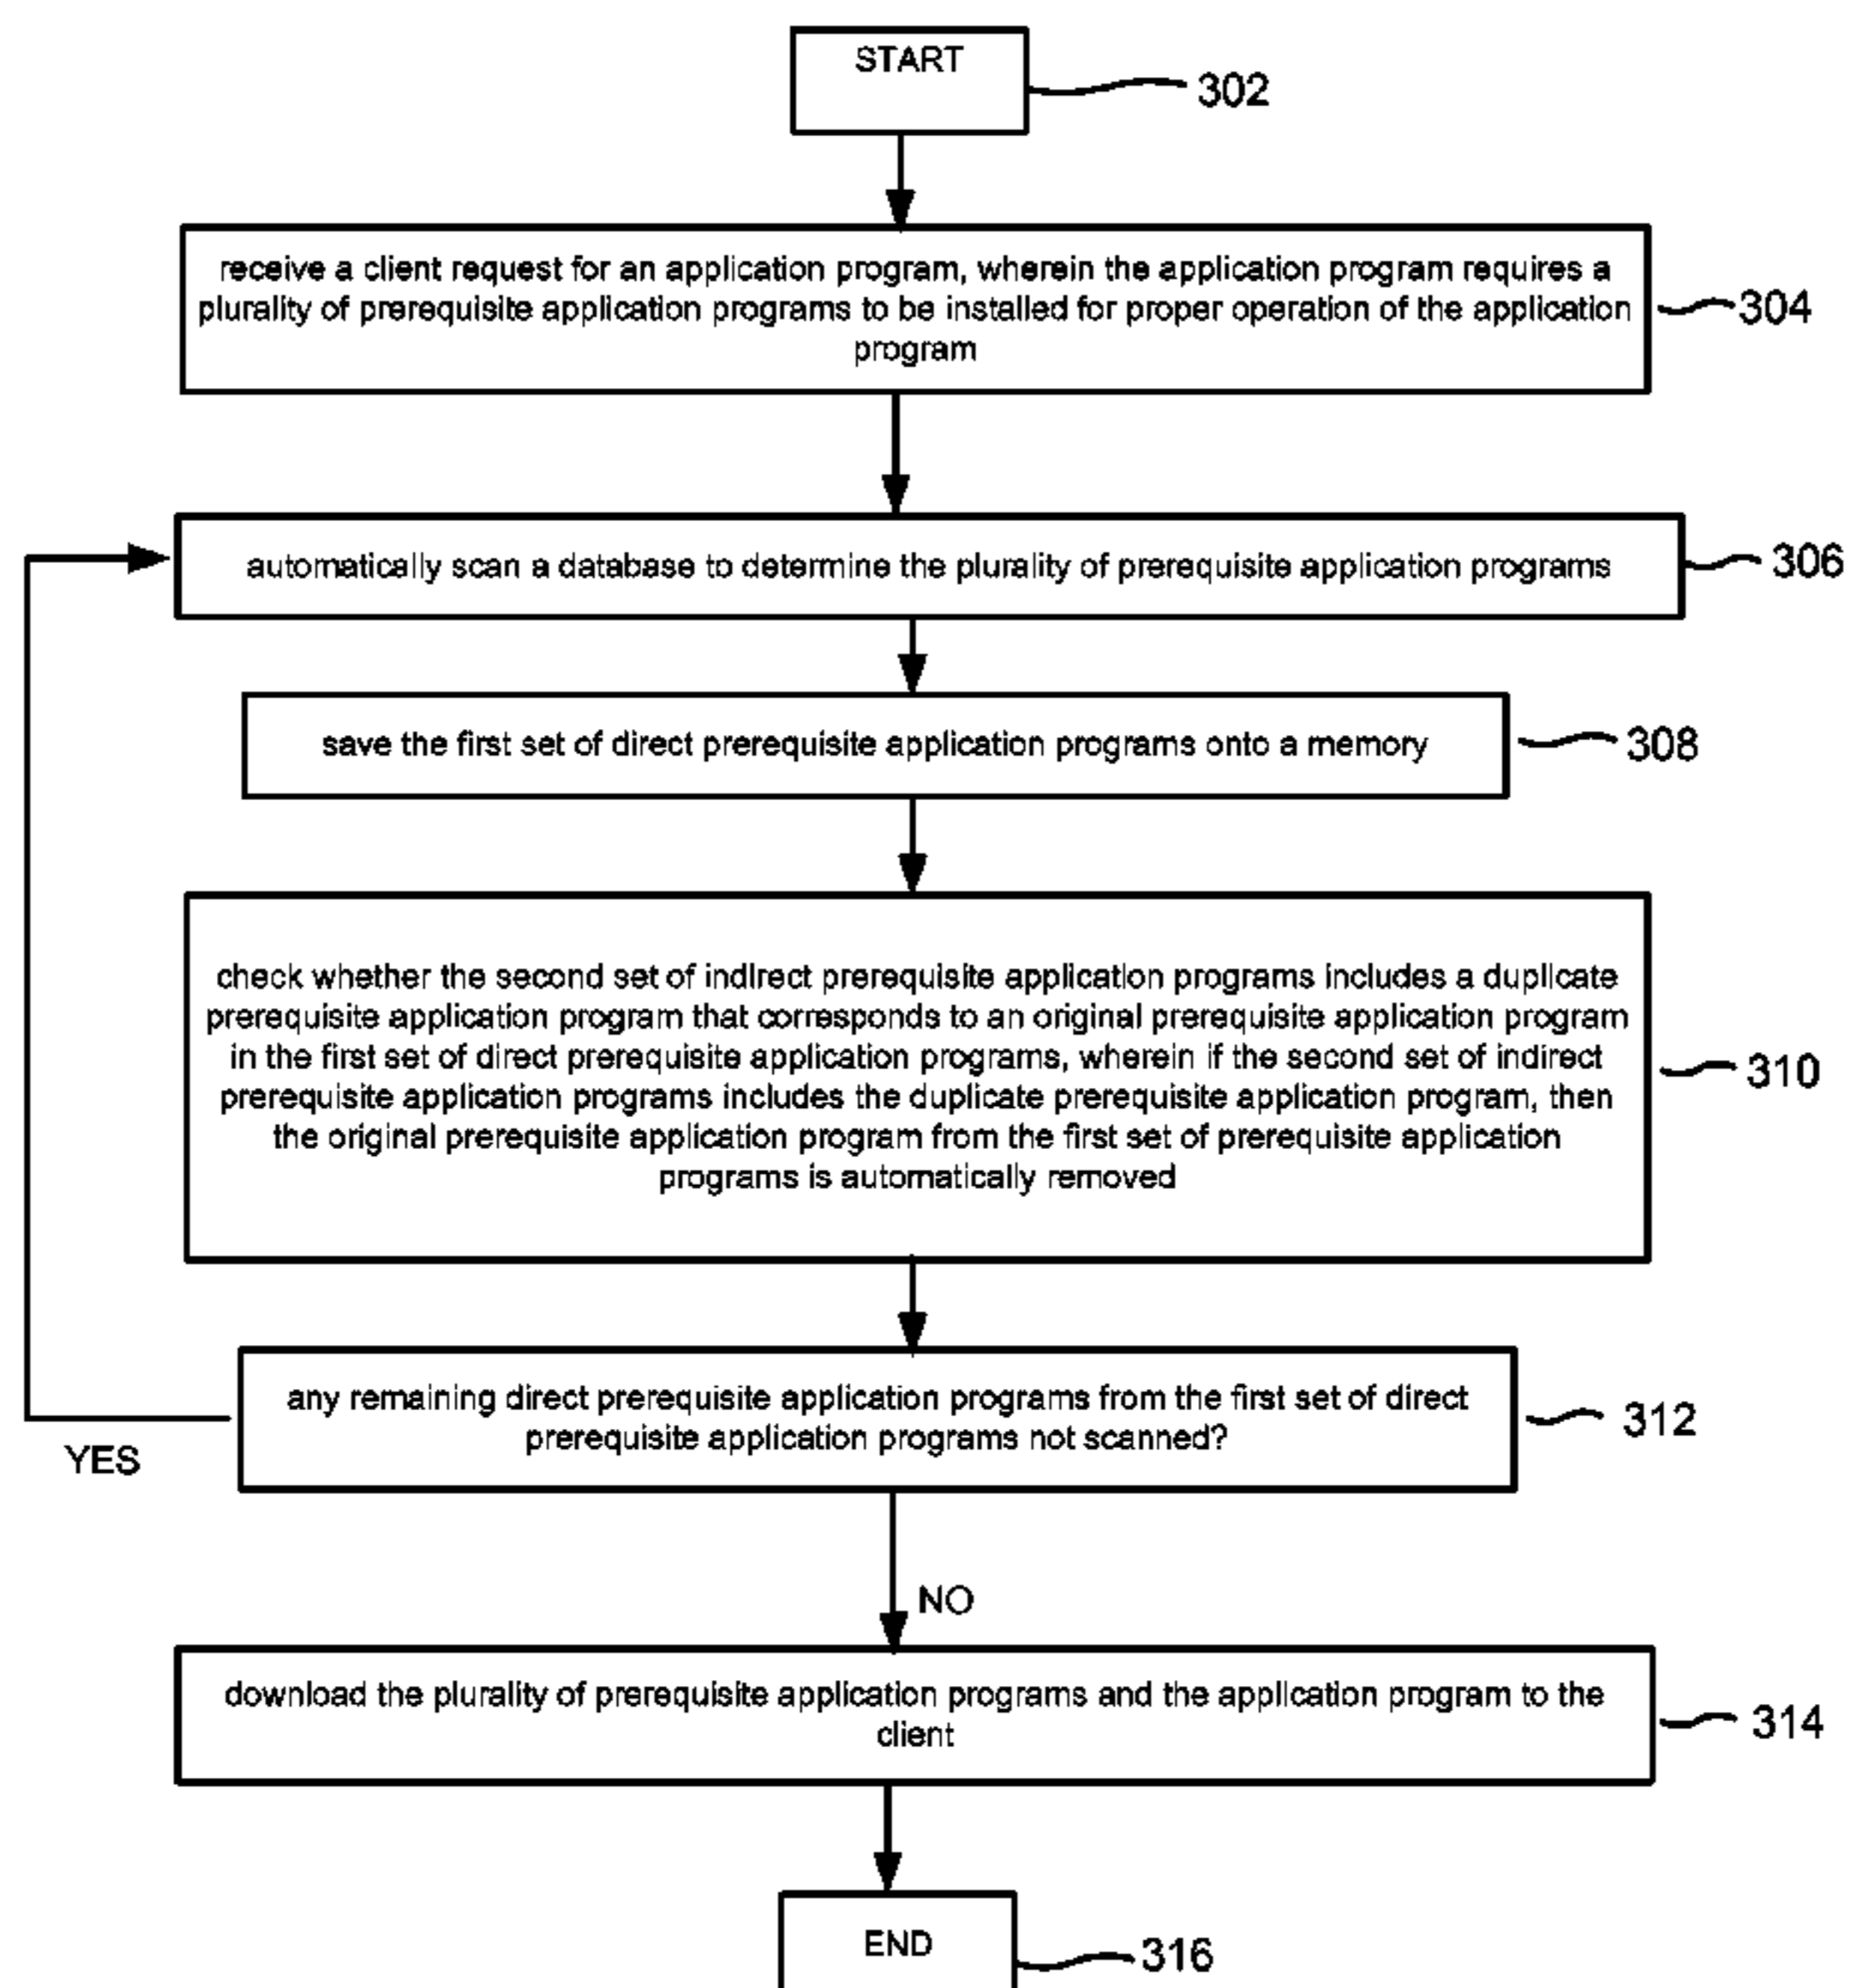 START
302
receive a client request for an application program, wherein the application program requires a
plurality of prerequisite application programs to be installed for proper operation of the application
program
304
automatically scan a database to determine the plurality of prerequisite application programs
306
save the first set of direct prerequisite application programs onto a memory
308
check whether the second set of indirect prerequisite application programs includes a duplicate
prerequisite application program that corresponds to an original prerequisite application program
in the first set of direct prerequisite application programs, wherein if the second set of indirect
prerequisite application programs includes the duplicate prerequisite application program, then
the original prerequisite application program from the first set of prerequisite application
programs is automatically removed
310
any remaining direct prerequisite application programs from the first set of direct
prerequisite application programs not scanned?
312
YES
NO
download the plurality of prerequisite application programs and the application program to the
client
314
END
316